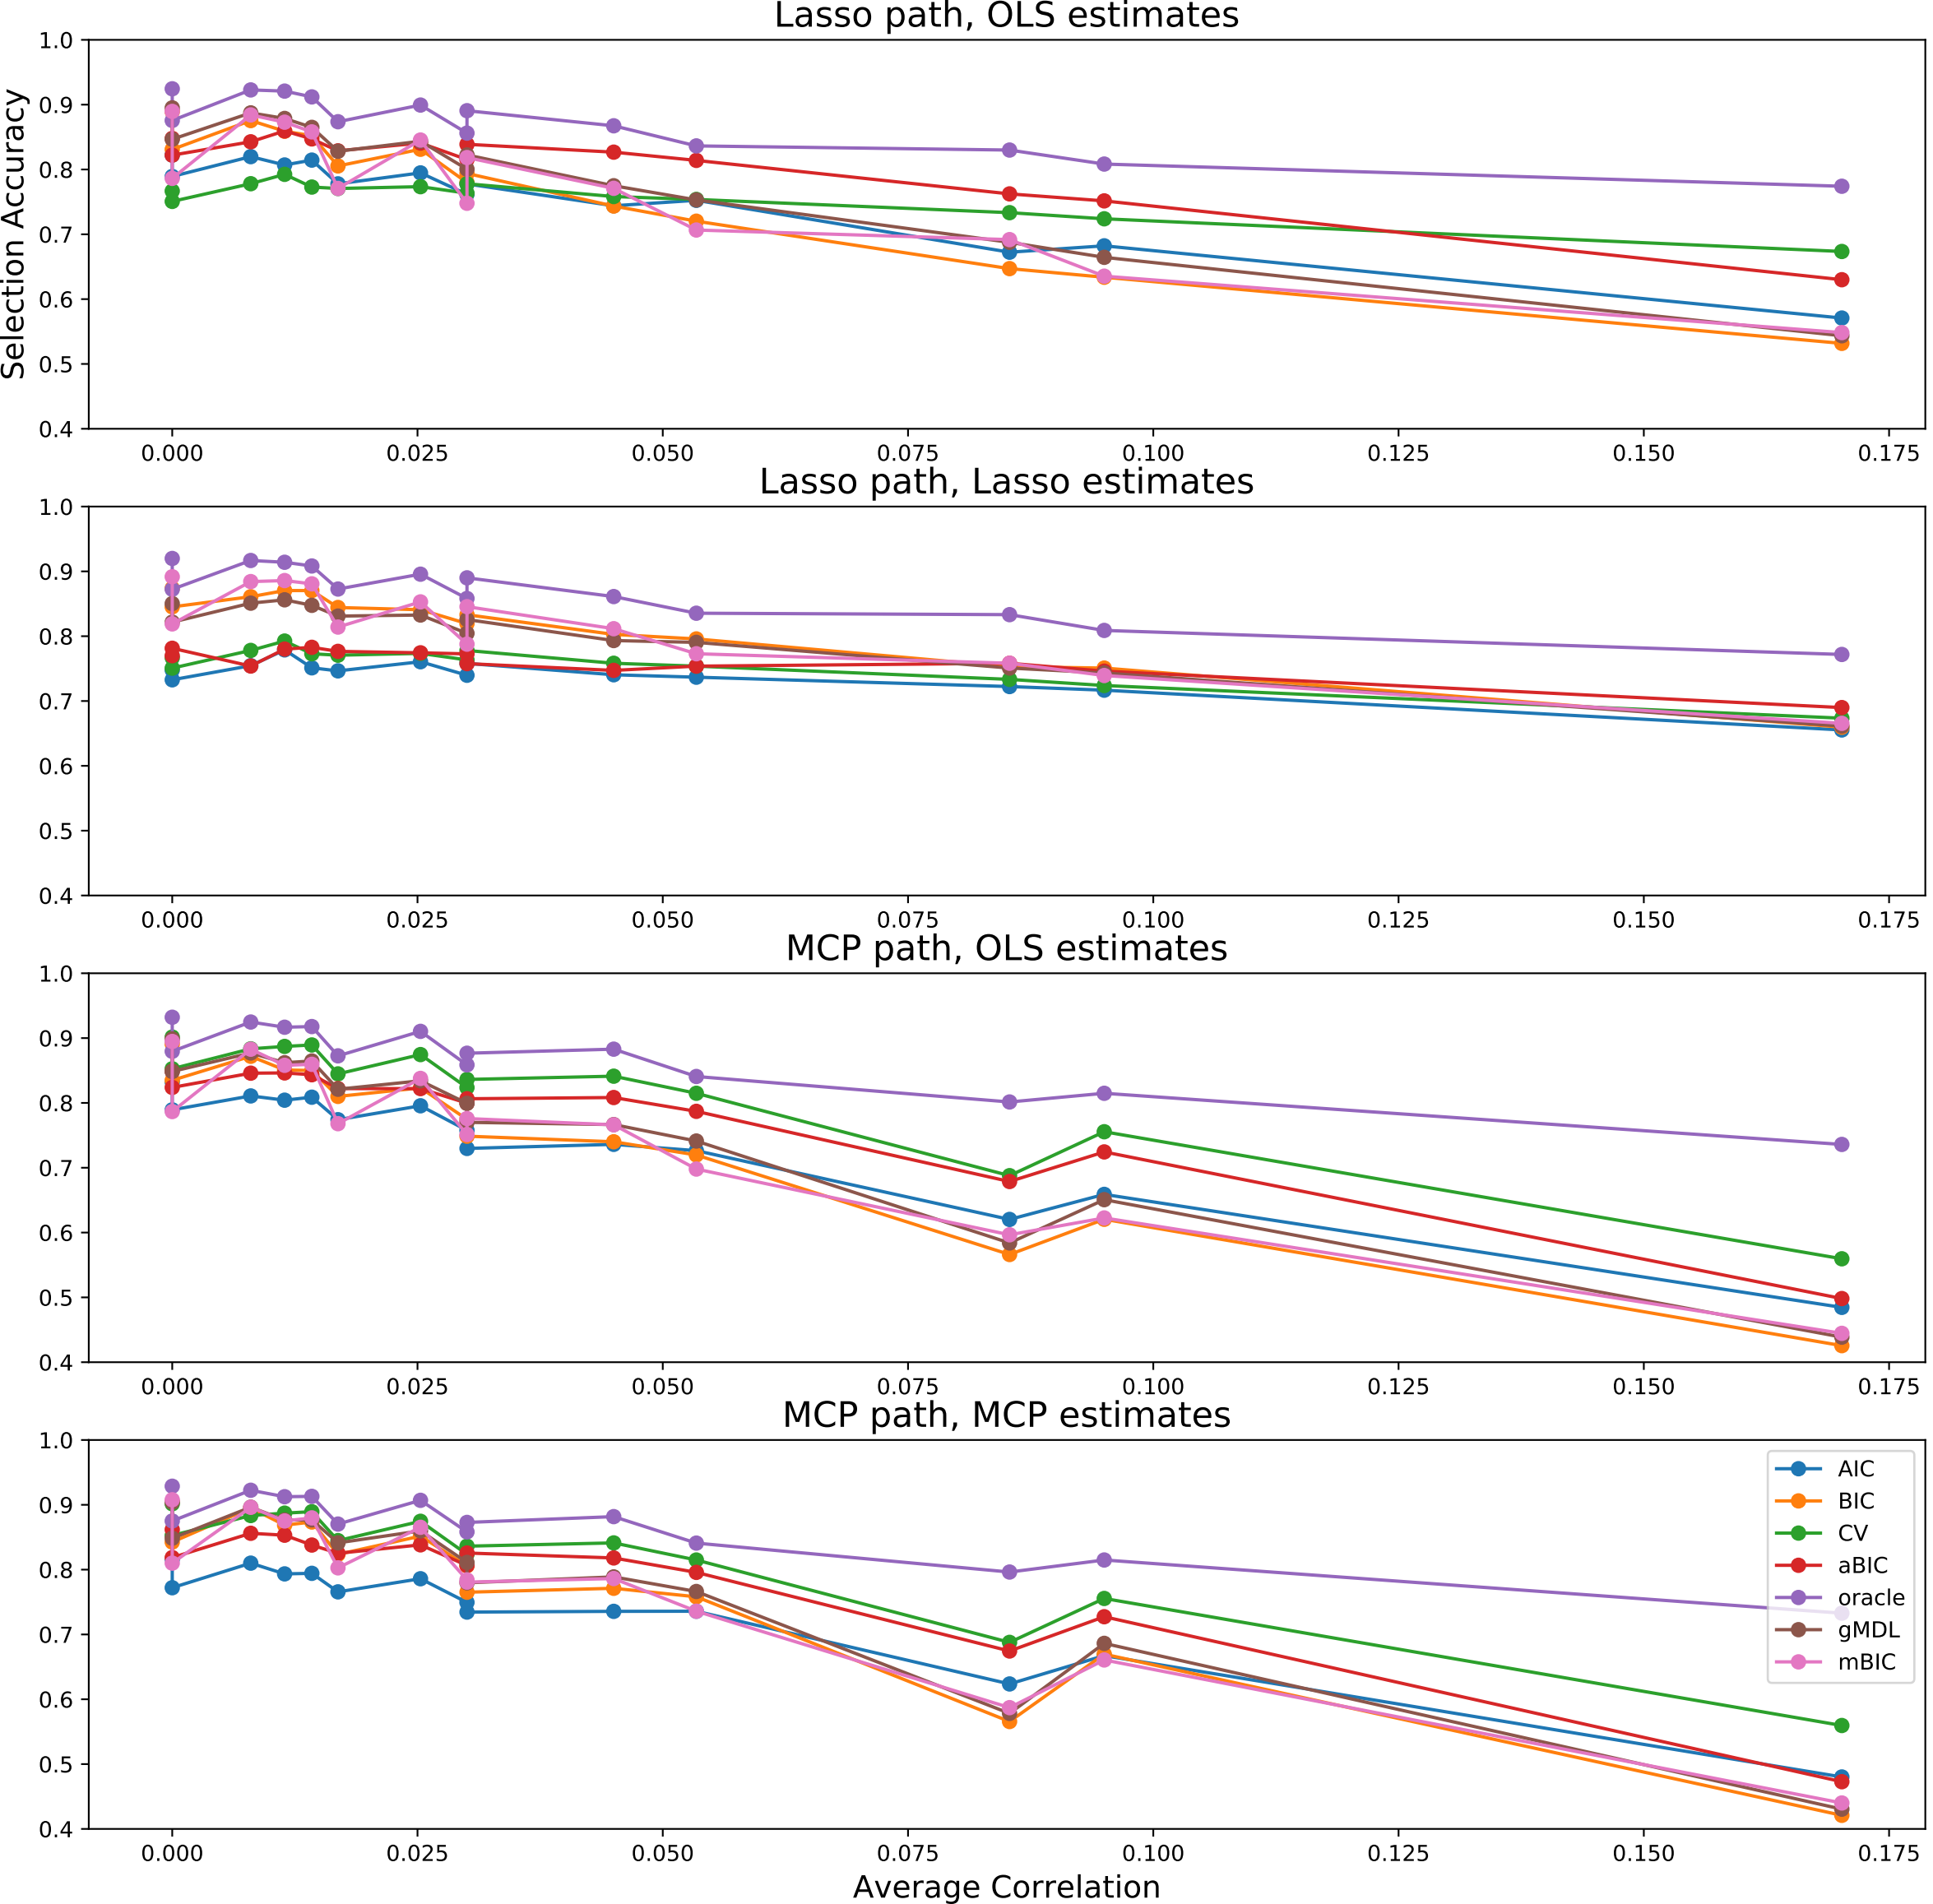 Lasso path, OLS estimates
Selection Accuracy
1.0
0.9
0.8
0.7
0.6
0.5
0.4
0.000 0.025 0.050 0.075 0.100 0.125 0.150 0.175
Lasso path, Lasso estimates
1.0
0.9
0.8
0.7
0.6
0.5
0.4
0.000 0.025 0.050 0.075 0.100 0.125 0.150 0.175
MCP path, OLS estimates
1.0
0.9
0.8
0.7
0.6
0.5
0.4
0.000 0.025 0.050 0.075 0.100 0.125 0.150 0.175
MCP path, MCP estimates
1.0
0.9
0.8
0.7
0.6
0.5
0.4
AIC
BIC
CV
aBIC
oracle
gMDL
mBIC
0.000 0.025 0.050 0.075 0.100 0.125 0.150 0.175
Average Correlation